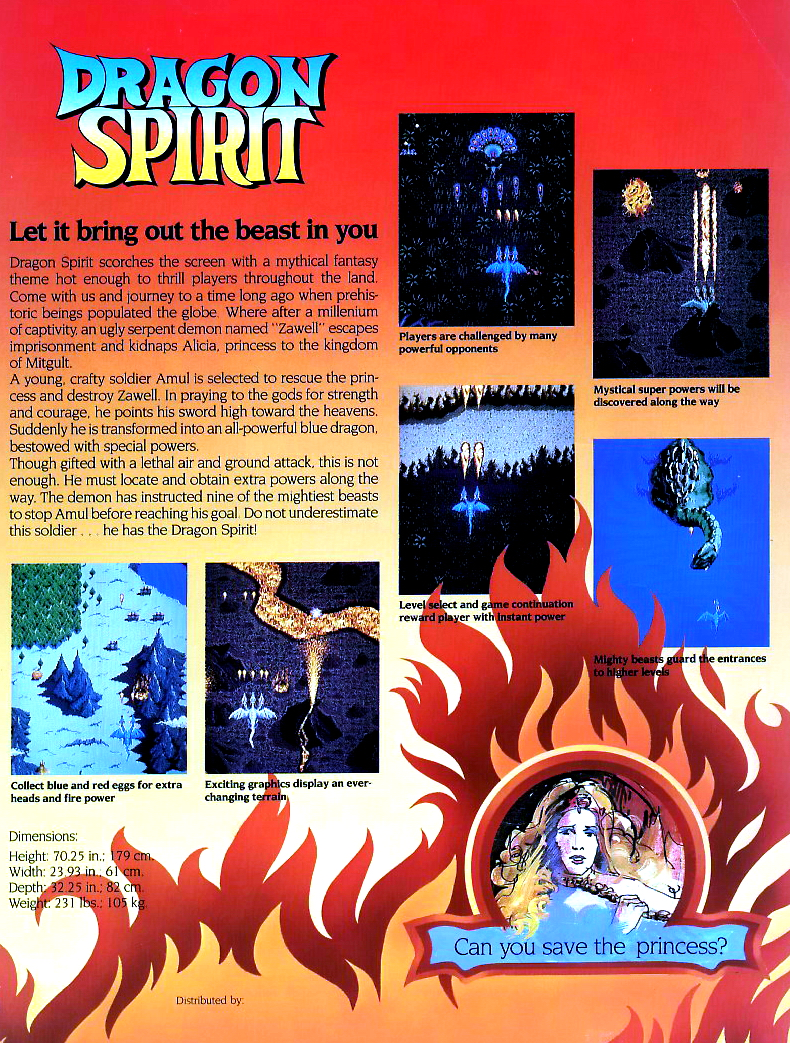 DRAGON
SPIRIT
Let it bring out the beast in you
Dragon Spirit scorches the screen with a mythical fantasy
theme hot enough to thrill players throughout the land.
Come with us and journey to a time long ago when prehis-
toric beings populated the globe. Where after a millenium
of captivity, an ugly serpent demon named "Zawell" escapes
imprisonment and kidnaps Alicia, princess to the kingdom
of Mitgult.
A young, crafty soldier Amul is selected to rescue the prin-
cess and destroy Zawell. In praying to the gods for strength
and courage, he points his sword high toward the heavens.
Suddenly he is transformed into an all-powerful blue dragon,
bestowed with special powers.
Though gifted with a lethal air and ground attack, this is not
enough. He must locate and obtain extra powers along the
way. The demon has instructed nine of the mightiest beasts
to stop Amul before reaching his goal. Do not underestimate
this soldier . . . he has the Dragon Spirit!
Players are challenged by many
powerful opponents
Mystical super powers will be
discovered along the way
Level select and game continuation
reward player with instant power
Mighty beasts guard the entrances
to higher levels
Collect blue and red eggs for extra
heads and fire power
Exciting graphics display an ever-
changing terrain
Dimensions:
Height: 70.25 in.; 179 cm.
Width: 23.93 in., 61 cm.
Depth: 32.25 in.; 82 cm.
Weight: 231 lbs.; 105 kg.
Can you save the princess?
Distributed by: